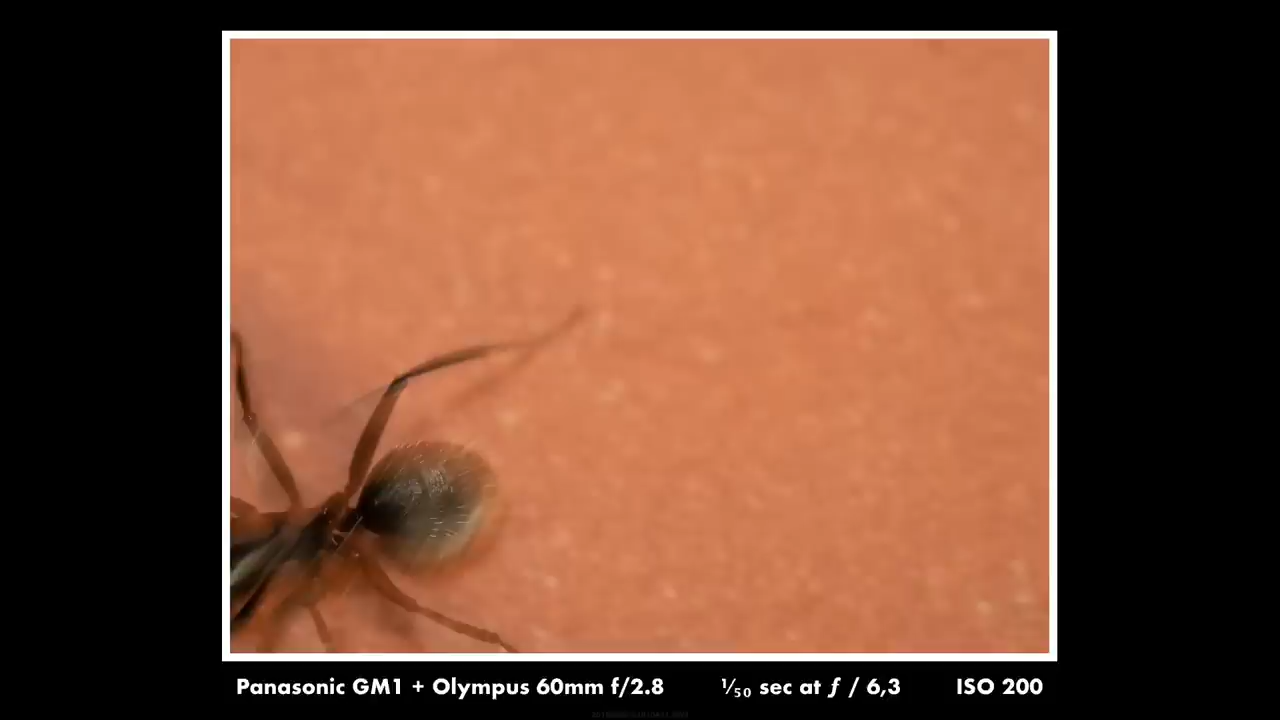 Panasonic GM1 + Olympus 60mm f/2.8 ¹⁄₅₀ sec at ƒ / 6,3 ISO 200